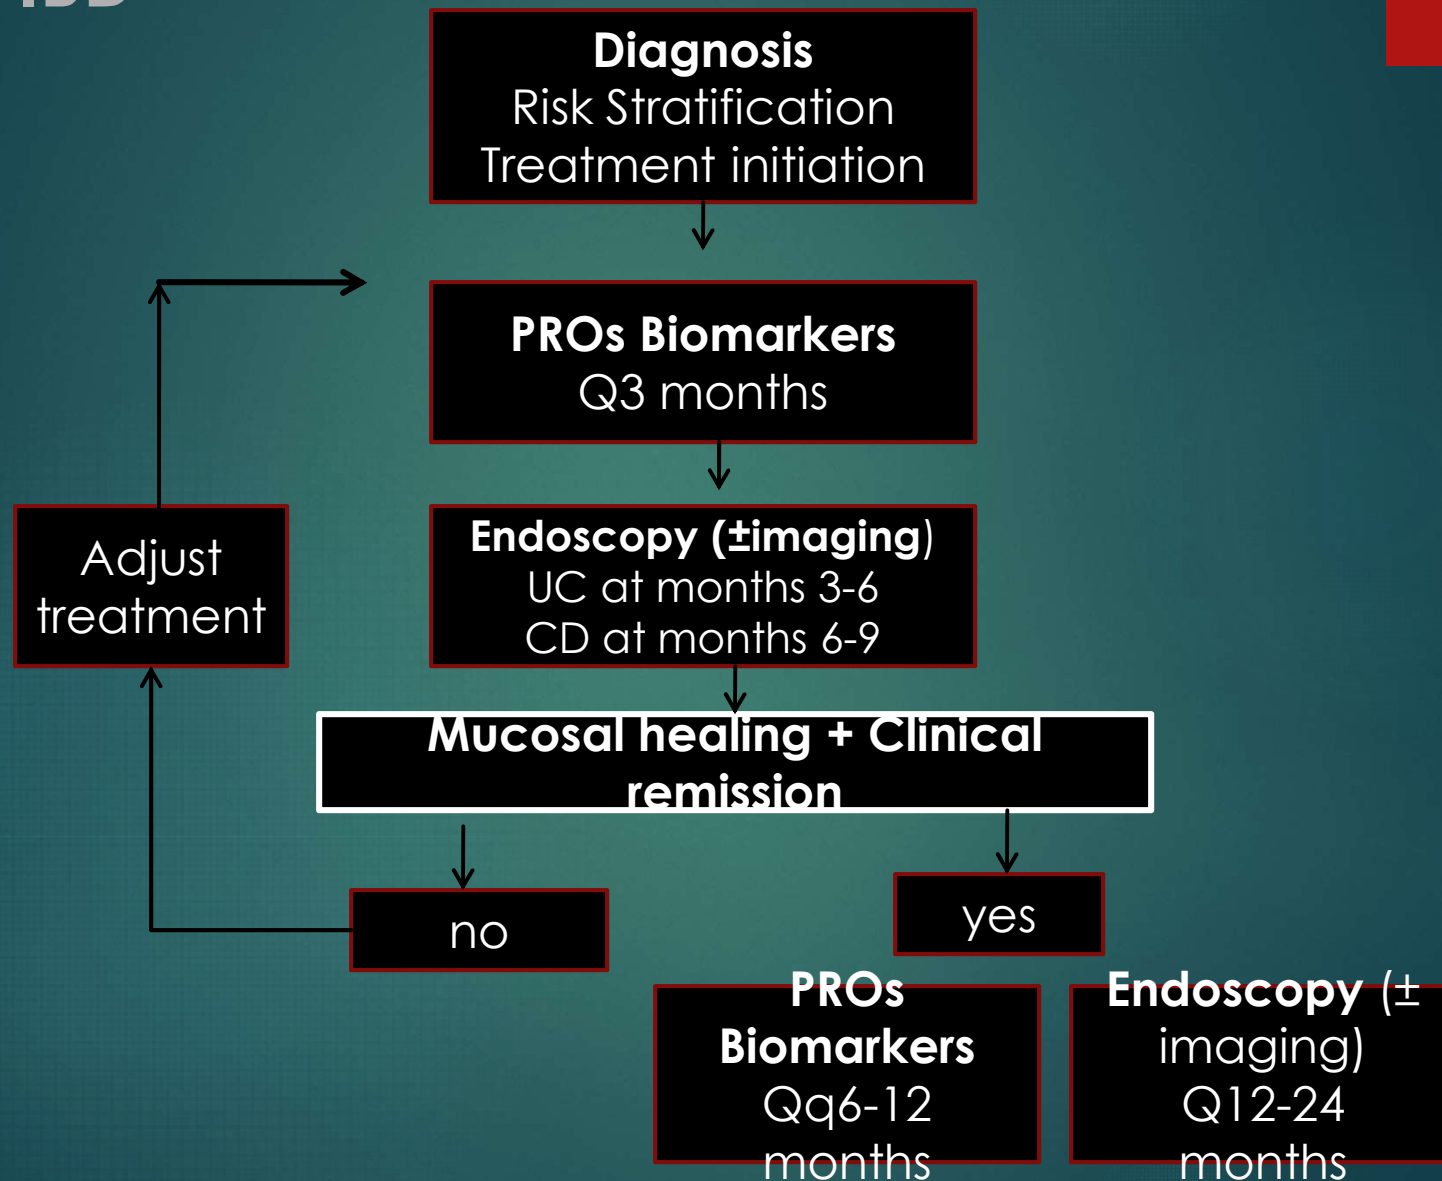 IBD
Diagnosis
Risk Stratification
Treatment initiation
PROs Biomarkers
Q3 months
Adjust
treatment
Endoscopy (±imaging)
UC at months 3-6
CD at months 6-9
Mucosal healing + Clinical
remission
no
yes
PROs
Biomarkers
Qq6-12
months
Endoscopy (±
imaging)
Q12-24
months